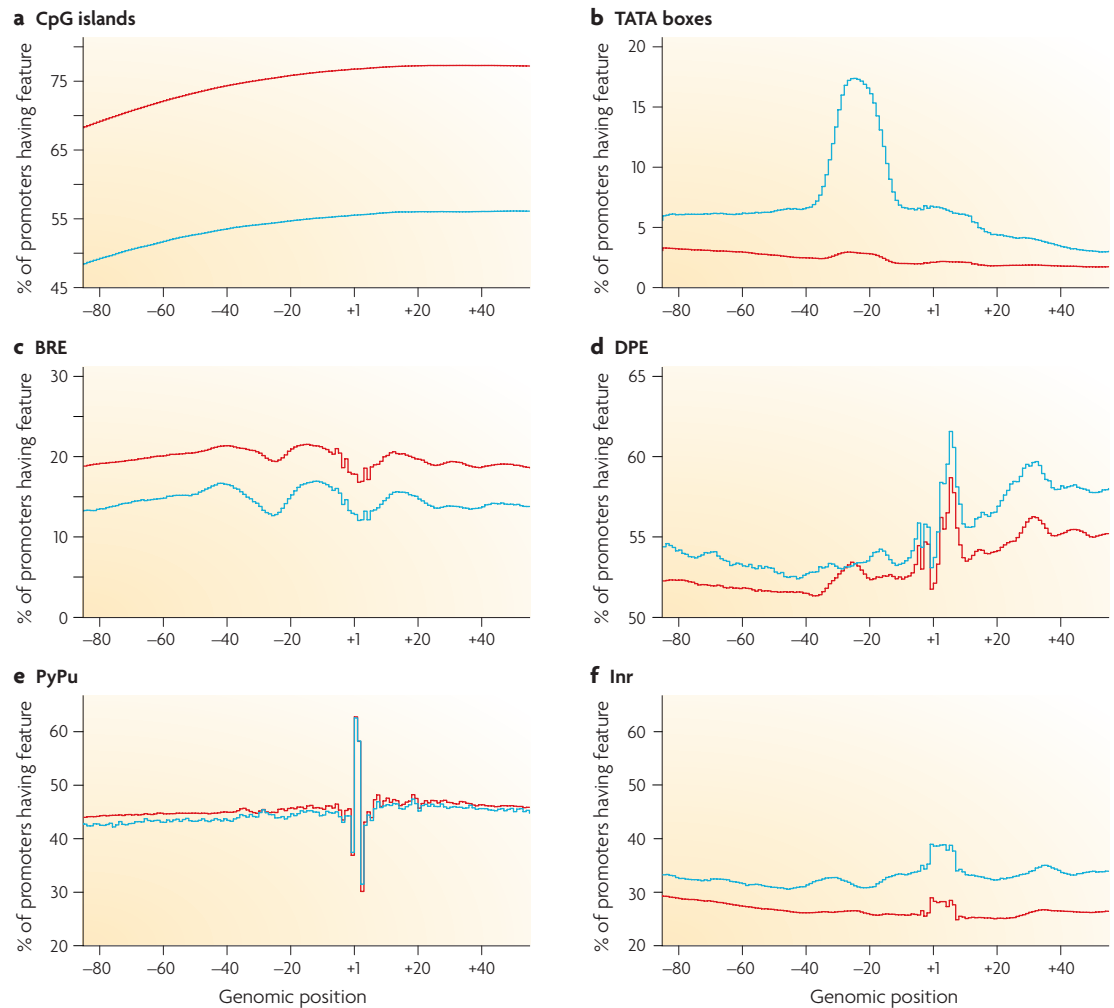 a CpG islands
% of promoters having feature
75
65
55
45
–80 –60 –40 –20 +1 +20 +40
b TATA boxes
% of promoters having feature
20
15
10
5
0
–80 –60 –40 –20 +1 +20 +40
c BRE
% of promoters having feature
30
20
10
0
–80 –60 –40 –20 +1 +20 +40
d DPE
% of promoters having feature
65
60
55
50
–80 –60 –40 –20 +1 +20 +40
e PyPu
% of promoters having feature
60
50
40
30
20
–80 –60 –40 –20 +1 +20 +40
Genomic position
f Inr
% of promoters having feature
60
50
40
30
20
–80 –60 –40 –20 +1 +20 +40
Genomic position